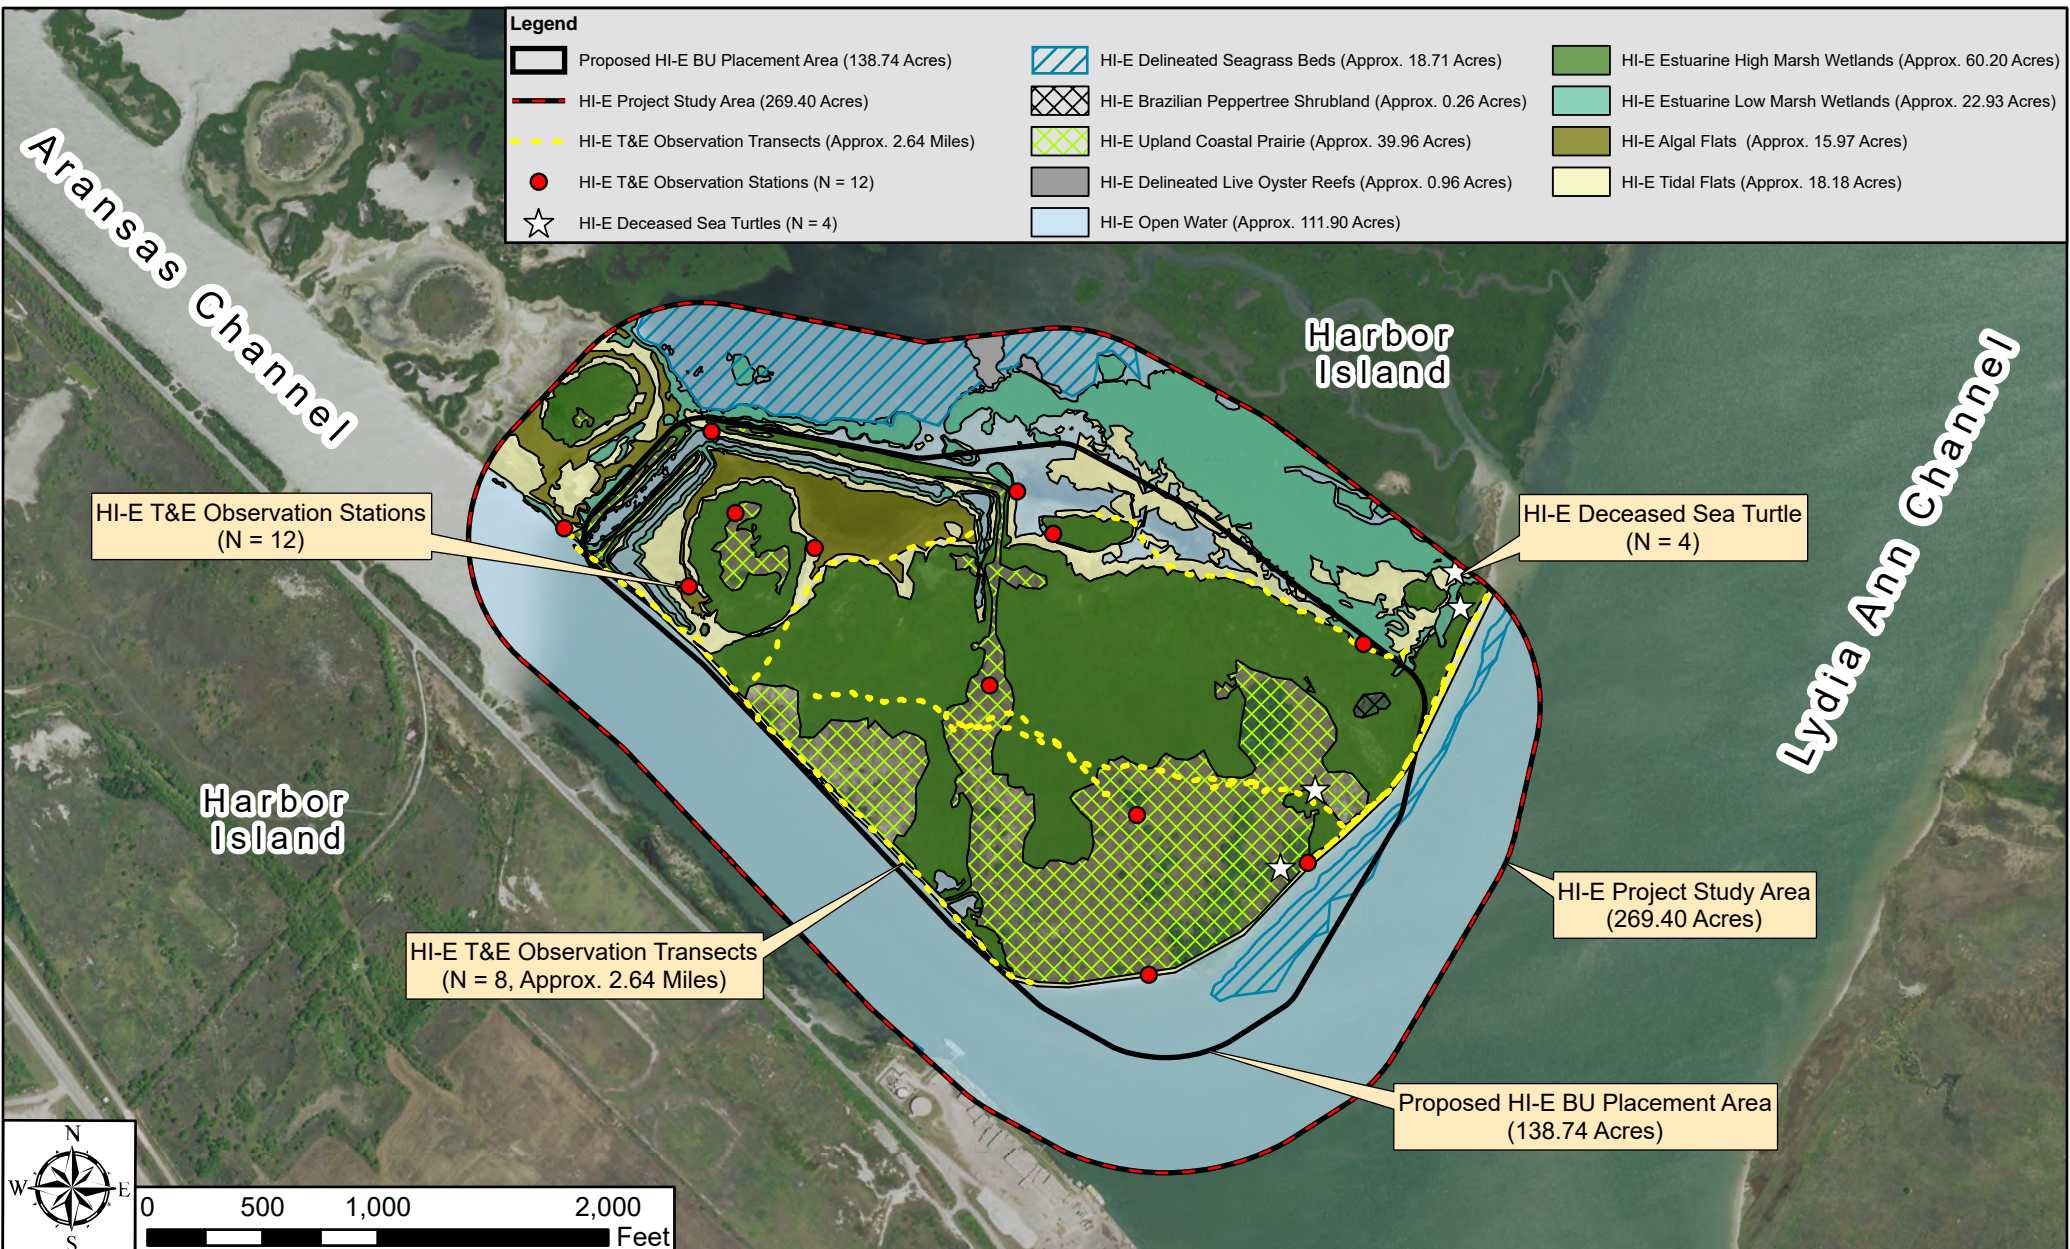 Legend
Proposed HI-E BU Placement Area (138.74 Acres)
HI-E Project Study Area (269.40 Acres)
HI-E T&E Observation Transects (Approx. 2.64 Miles)
HI-E T&E Observation Stations (N = 12)
HI-E Deceased Sea Turtles (N = 4)
HI-E Delineated Seagrass Beds (Approx. 18.71 Acres)
HI-E Brazilian Peppertree Shrubland (Approx. 0.26 Acres)
HI-E Upland Coastal Prairie (Approx. 39.96 Acres)
HI-E Delineated Live Oyster Reefs (Approx. 0.96 Acres)
HI-E Open Water (Approx. 111.90 Acres)
HI-E Estuarine High Marsh Wetlands (Approx. 60.20 Acres)
HI-E Estuarine Low Marsh Wetlands (Approx. 22.93 Acres)
HI-E Algal Flats (Approx. 15.97 Acres)
HI-E Tidal Flats (Approx. 18.18 Acres)
Aransas Channel
Harbor
Island
Lydia Ann Channel
HI-E T&E Observation Stations
(N = 12)
HI-E Deceased Sea Turtle
(N = 4)
Harbor
Island
HI-E Project Study Area
(269.40 Acres)
HI-E T&E Observation Transects
(N = 8, Approx. 2.64 Miles)
Proposed HI-E BU Placement Area
(138.74 Acres)
N
W E
S
0 500 1,000 2,000
Feet